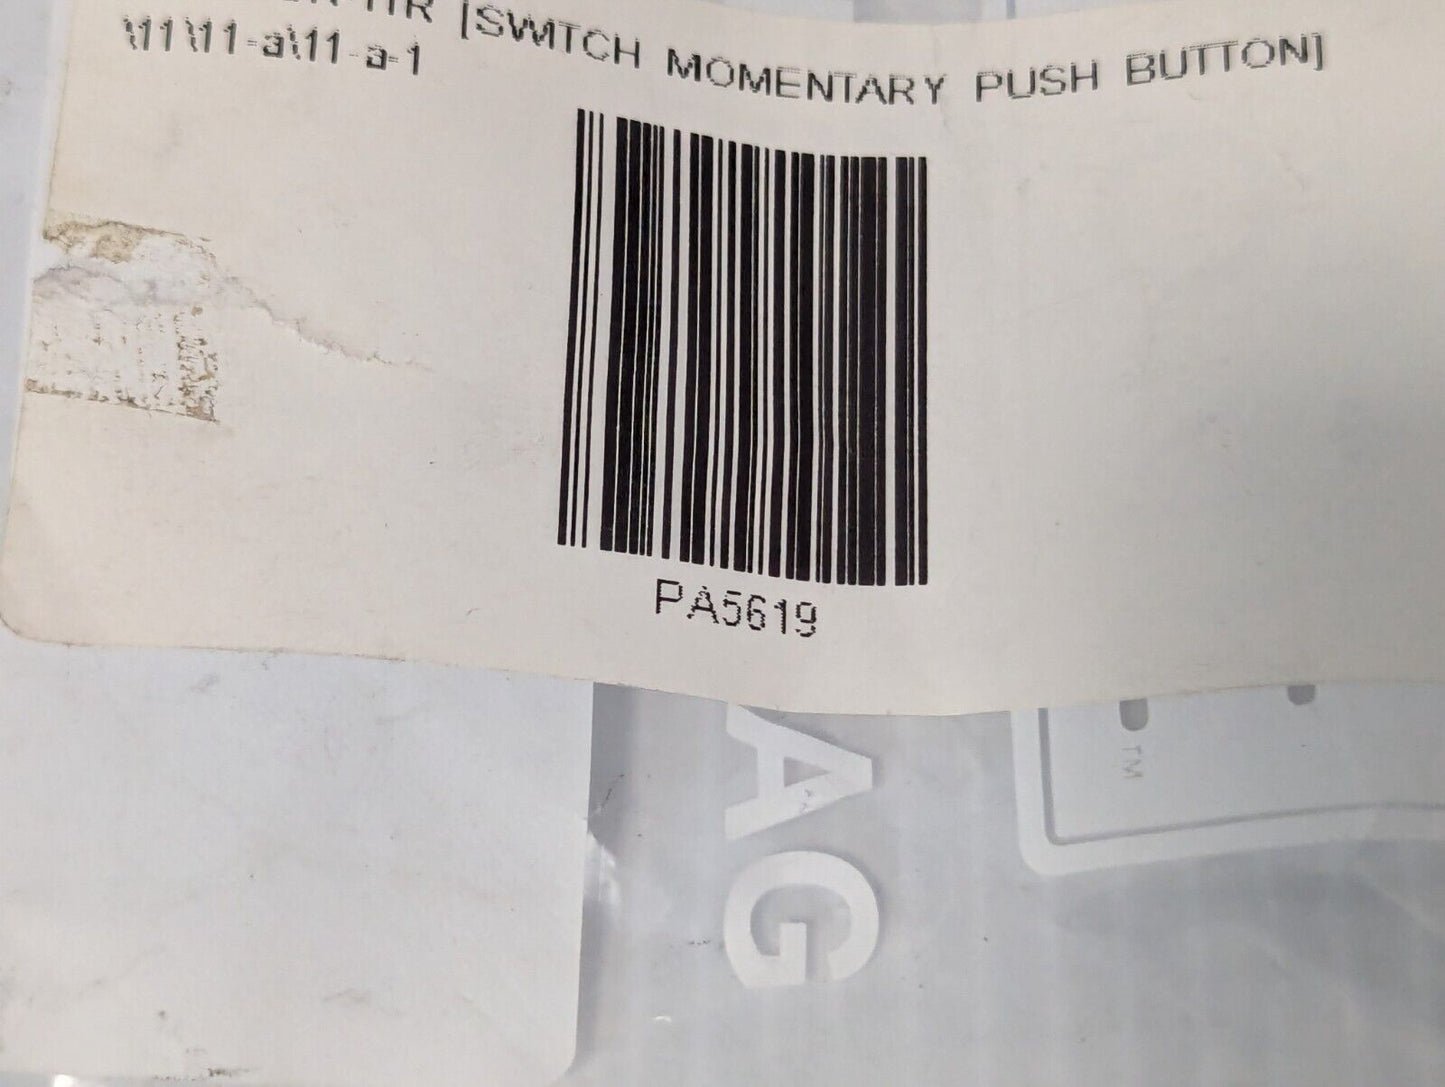 [SWITCH MOMENTARY PUSH BUTTON]
\11\11-a\11-a-1
PA5619
AG
TM